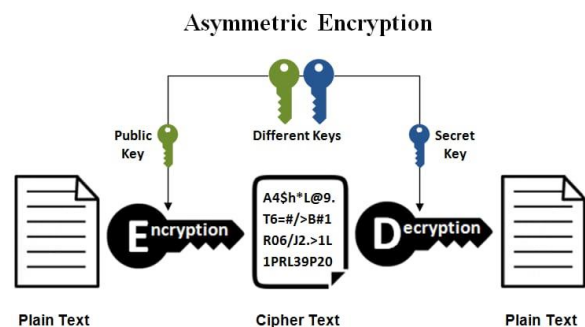 Asymmetric Encryption
Public
Key
Different Keys
Secret
Key
Encryption
A4$h*L@9.
T6=#/>B#1
R06/J2.>1L
1PRL39P20
Decryption
Plain Text
Cipher Text
Plain Text